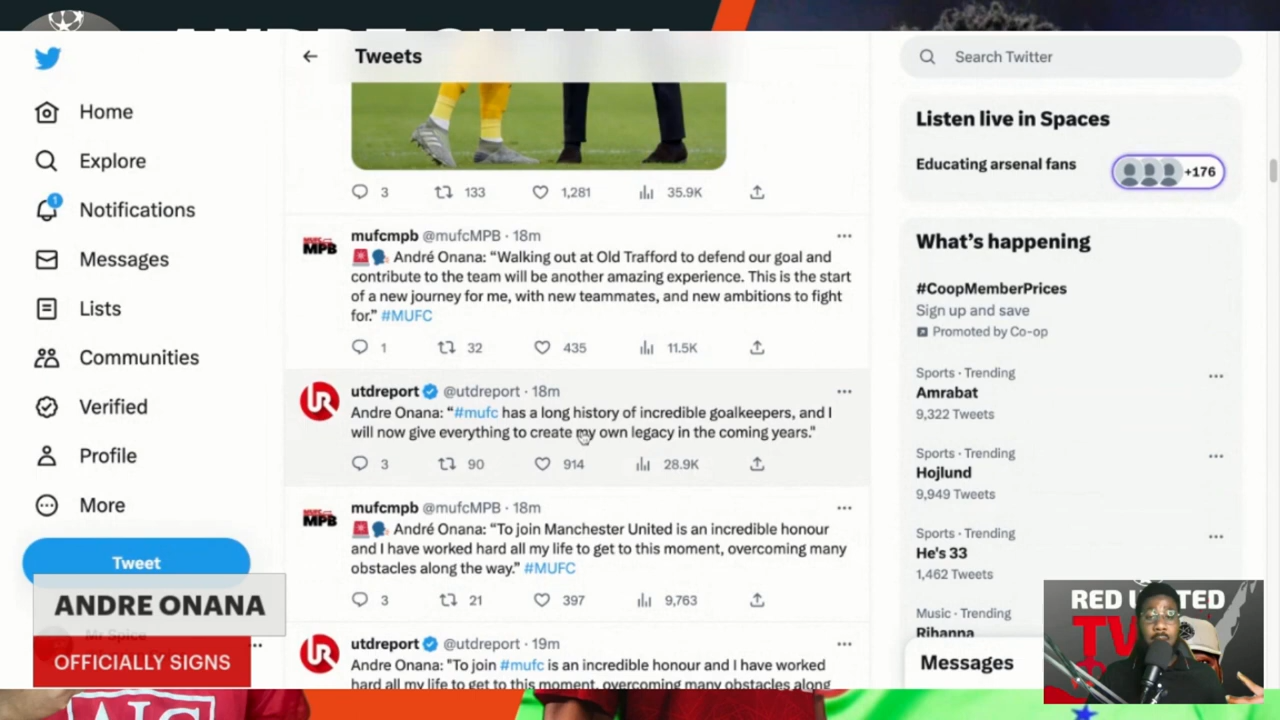 Home
Explore
1
Notifications
Messages
Lists
Communities
Verified
Profile
More
Tweet
Mr Spice
ANDRE ONANA
OFFICIALLY SIGNS
Tweets
3 133 1,281 35.9K
MUFC MPB
mufcmpb @mufcMPB · 18m
André Onana: “Walking out at Old Trafford to defend our goal and
contribute to the team will be another amazing experience. This is the start
of a new journey for me, with new teammates, and new ambitions to fight
for.” #MUFC
1 32 435 11.5K
UR
utdreport @utdreport · 18m
Andre Onana: “#mufc has a long history of incredible goalkeepers, and I
will now give everything to create my own legacy in the coming years."
3 90 914 28.9K
MUFC MPB
mufcmpb @mufcMPB · 18m
André Onana: “To join Manchester United is an incredible honour
and I have worked hard all my life to get to this moment, overcoming many
obstacles along the way.” #MUFC
3 21 397 9,763
UR
utdreport @utdreport · 19m
Andre Onana: "To join #mufc is an incredible honour and I have worked
hard all my life to get to this moment, overcoming many obstacles along
Search Twitter
Listen live in Spaces
Educating arsenal fans
+176
What's happening
#CoopMemberPrices
Sign up and save
Promoted by Co-op
Sports · Trending
Amrabat
9,322 Tweets
Sports · Trending
Hojlund
9,949 Tweets
Sports · Trending
He's 33
1,462 Tweets
Music · Trending
Rihanna
Messages
RED UNITED
TV